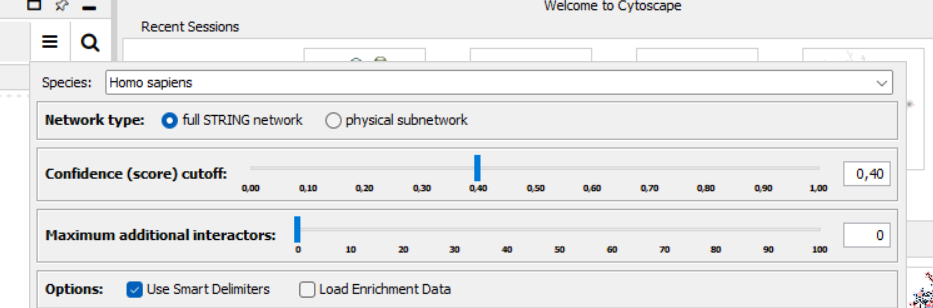 Welcome to Cytoscape
Recent Sessions
Species: Homo sapiens
Network type: full STRING network physical subnetwork
Confidence (score) cutoff: 0,40
0,00 0,10 0,20 0,30 0,40 0,50 0,60 0,70 0,80 0,90 1,00
Maximum additional interactors: 0
0 10 20 30 40 50 60 70 80 90 100
Options: Use Smart Delimiters Load Enrichment Data